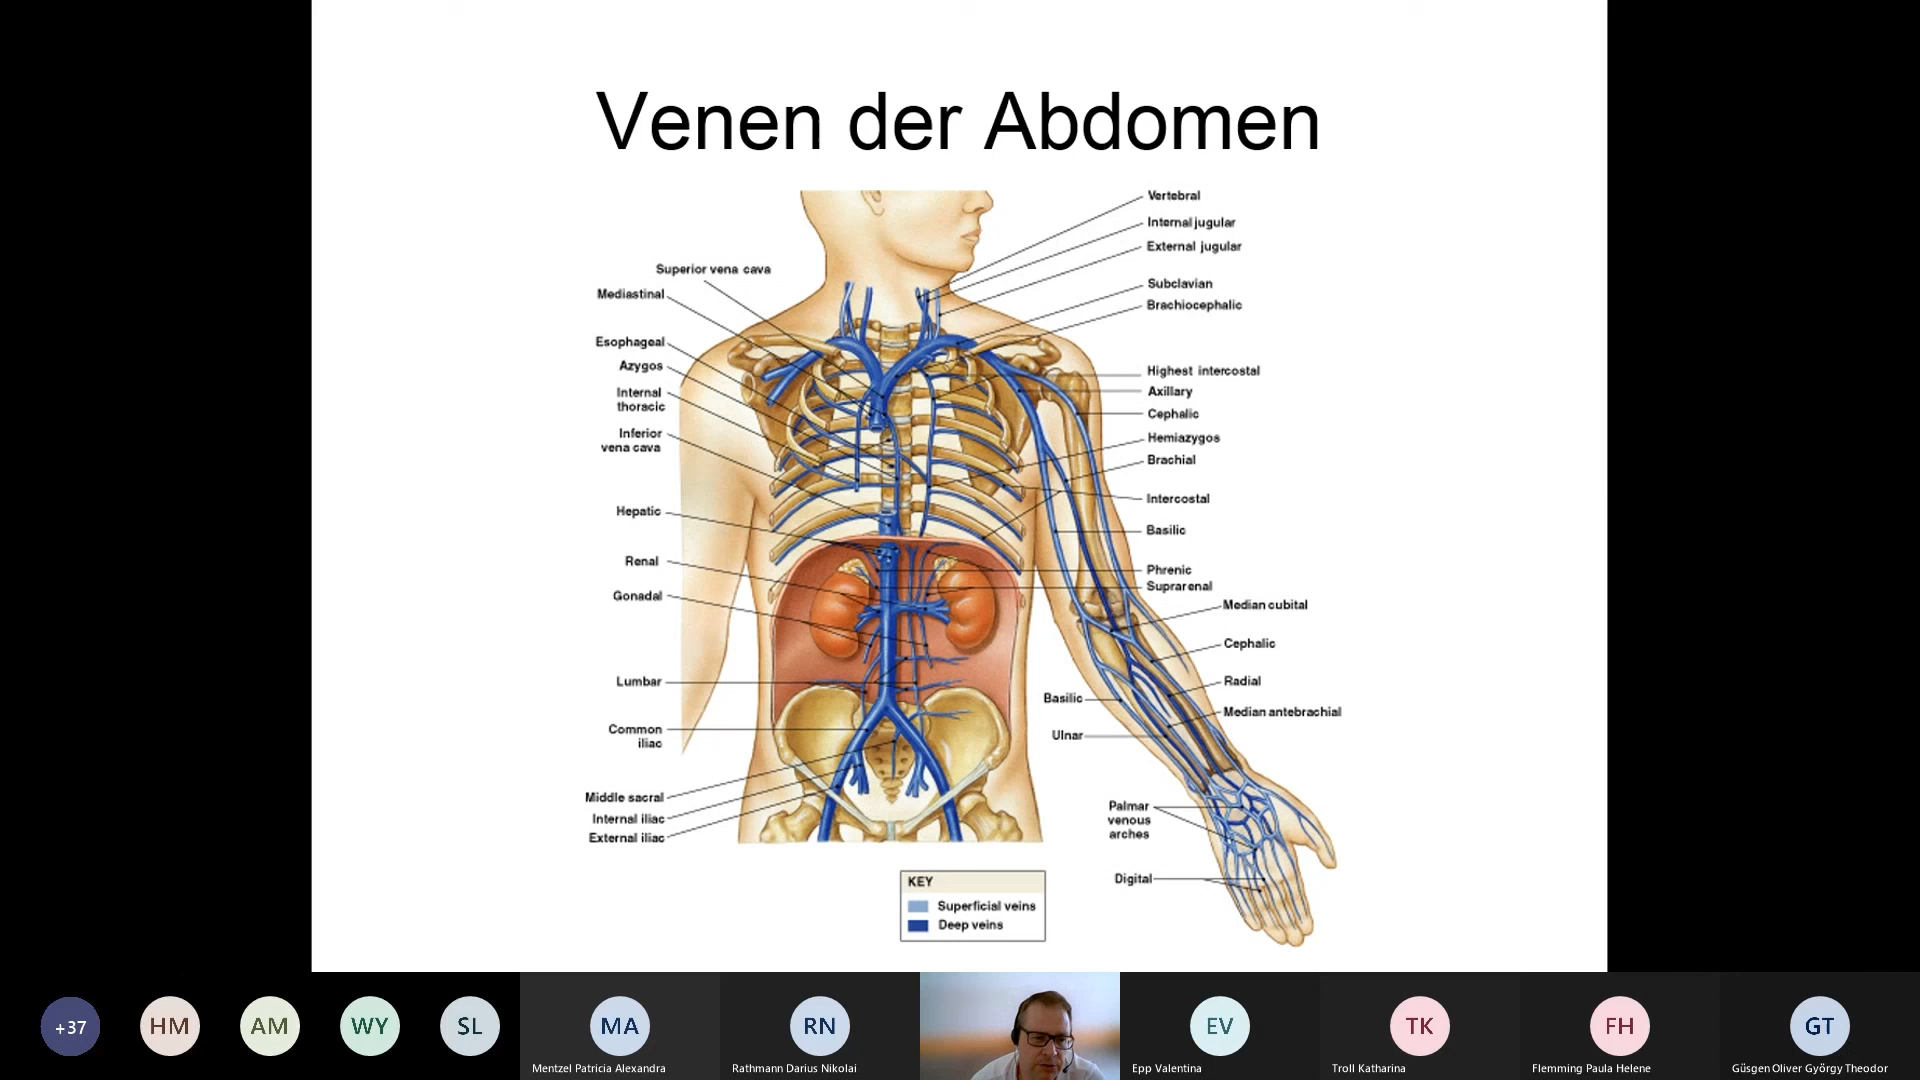 Venen der Abdomen
Superior vena cava
Mediastinal
Esophageal
Azygos
Internal
thoracic
Inferior
vena cava
Hepatic
Renal
Gonadal
Lumbar
Common
iliac
Middle sacral
Internal iliac
External iliac
Vertebral
Internal jugular
External jugular
Subclavian
Brachiocephalic
Highest intercostal
Axillary
Cephalic
Hemiazygos
Brachial
Intercostal
Basilic
Phrenic
Suprarenal
Median cubital
Cephalic
Radial
Basilic
Median antebrachial
Ulnar
Palmar
venous
arches
Digital
KEY
Superficial veins
Deep veins
+37
HM
AM
WY
SL
MA
Mentzel Patricia Alexandra
RN
Rathmann Darius Nikolai
EV
Epp Valentina
TK
Troll Katharina
FH
Flemming Paula Helene
GT
Güsgen Oliver György Theodor